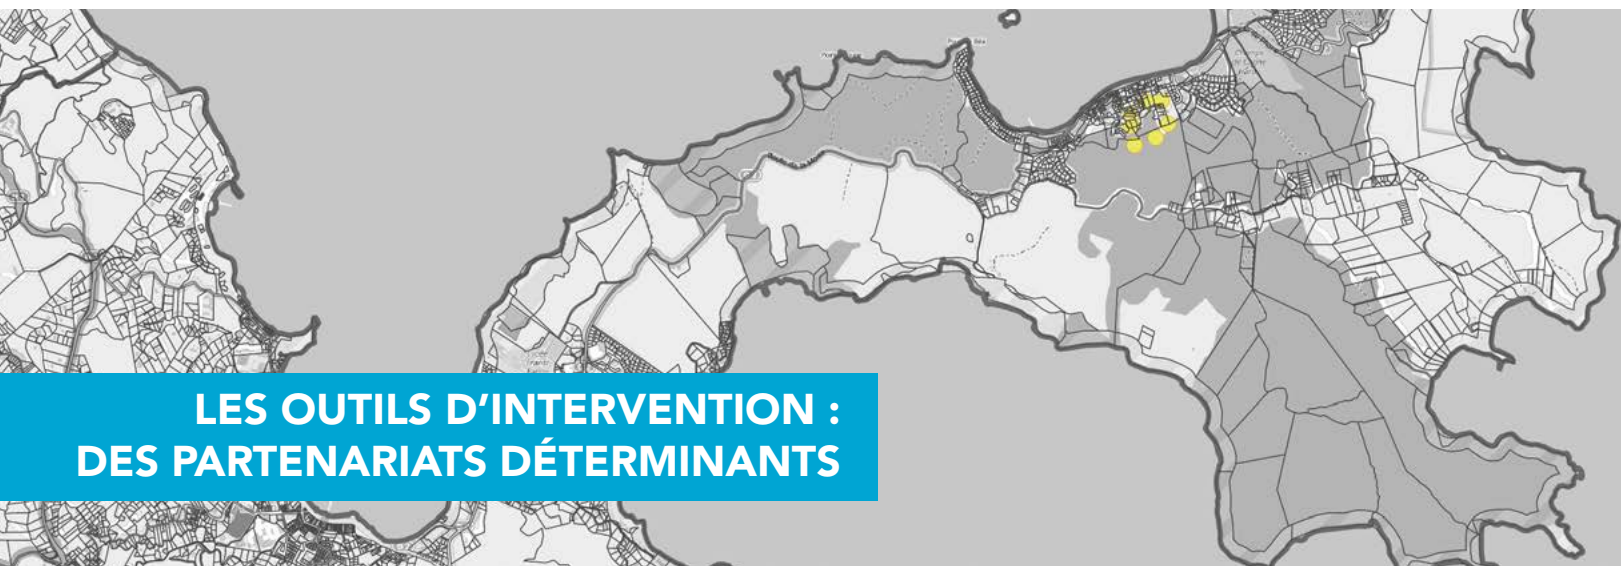 LES OUTILS D’INTERVENTION :
DES PARTENARIATS DÉTERMINANTS